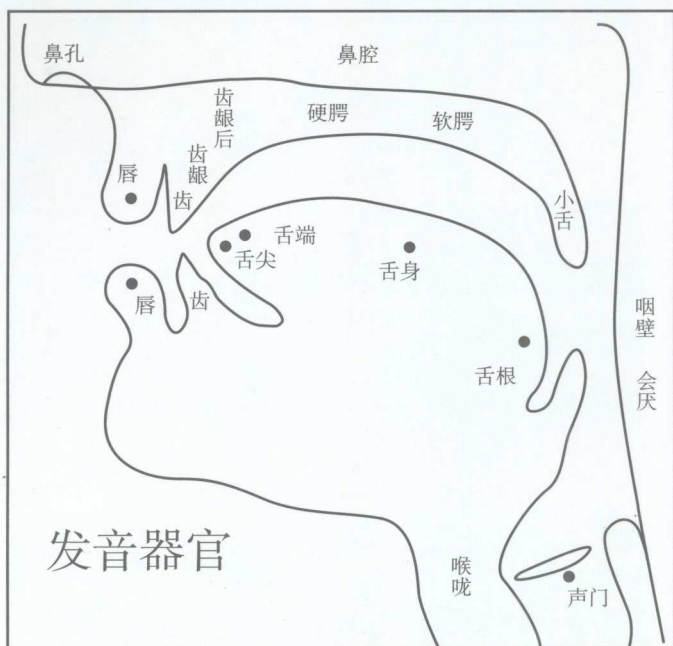 鼻孔
鼻腔
齿龈后
硬腭
软腭
齿龈
唇
齿
小舌
舌端
舌尖
舌身
唇
齿
咽壁
会厌
舌根
发音器官
喉咙
声门